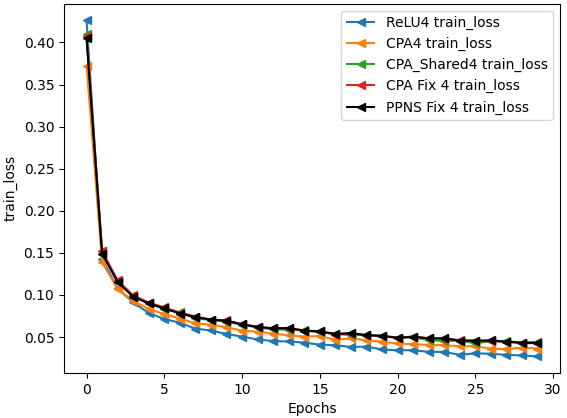 ReLU4 train_loss
CPA4 train_loss
CPA_Shared4 train_loss
CPA Fix 4 train_loss
PPNS Fix 4 train_loss
0.40
0.35
0.30
0.25
0.20
0.15
0.10
0.05
train_loss
0 5 10 15 20 25 30
Epochs